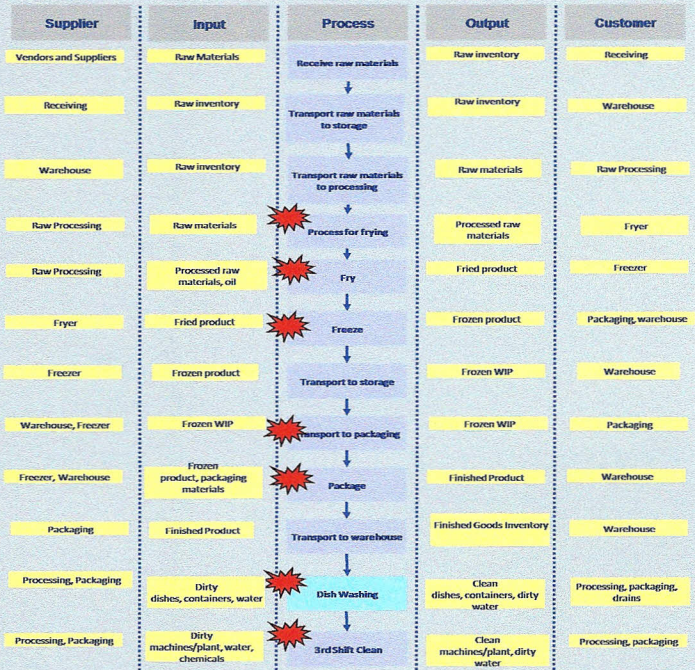 Supplier
Input
Process
Output
Customer
Vendors and Suppliers
Raw Materials
Receive raw materials
Raw inventory
Receiving
Receiving
Raw inventory
Transport raw materials
to storage
Raw inventory
Warehouse
Warehouse
Raw inventory
Transport raw materials
to processing
Raw materials
Raw Processing
Raw Processing
Raw materials
Process for frying
Processed raw
materials
Fryer
Raw Processing
Processed raw
materials, oil
Fry
Fried product
Freezer
Fryer
Fried product
Freeze
Frozen product
Packaging, warehouse
Freezer
Frozen product
Transport to storage
Frozen WIP
Warehouse
Warehouse, Freezer
Frozen WIP
ansport to packaging
Frozen WIP
Packaging
Freezer, Warehouse
Frozen
product, packaging
materials
Package
Finished Product
Warehouse
Packaging
Finished Product
Transport to warehouse
Finished Goods Inventory
Warehouse
Processing, Packaging
Dirty
dishes, containers, water
Dish Washing
Clean
dishes, containers, dirty
water
Processing, packaging,
drains
Processing, Packaging
Dirty
machines/plant, water,
chemicals
3rd Shift Clean
Clean
machines/plant, dirty
water
Processing, packaging